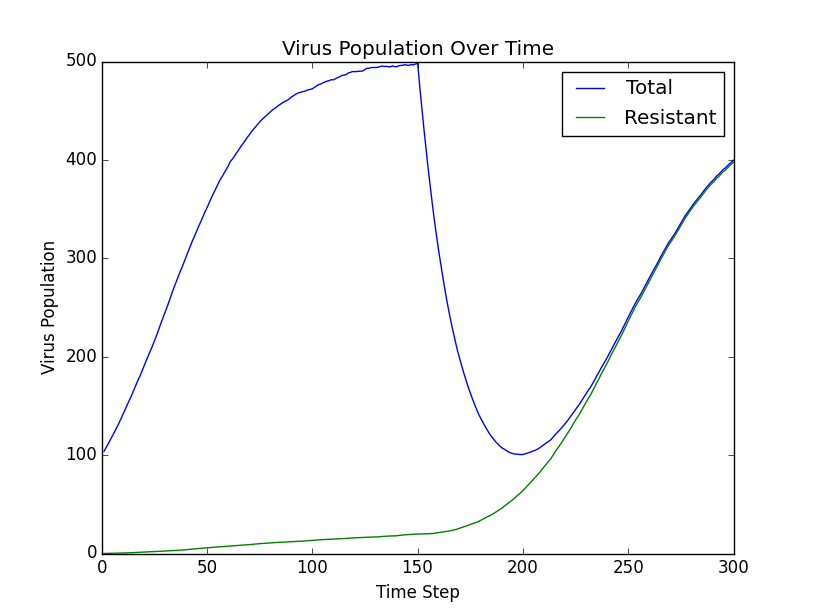 Virus Population Over Time
Total
Resistant
Virus Population
500
400
300
200
100
0
0 50 100 150 200 250 300
Time Step